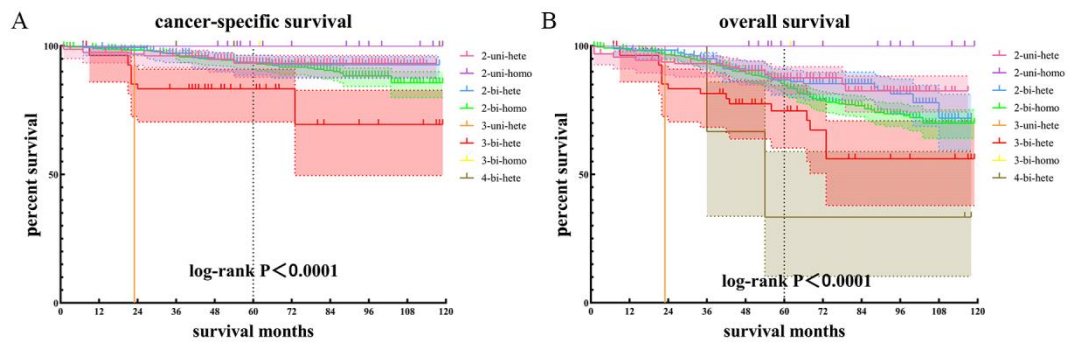 A
cancer-specific survival
percent survival
100
50
0
0 12 24 36 48 60 72 84 96 108 120
survival months
log-rank P＜0.0001
2-uni-hete
2-uni-homo
2-bi-hete
2-bi-homo
3-uni-hete
3-bi-hete
3-bi-homo
4-bi-hete
B
overall survival
percent survival
100
50
0
0 12 24 36 48 60 72 84 96 108 120
survival months
log-rank P＜0.0001
2-uni-hete
2-uni-homo
2-bi-hete
2-bi-homo
3-uni-hete
3-bi-hete
3-bi-homo
4-bi-hete